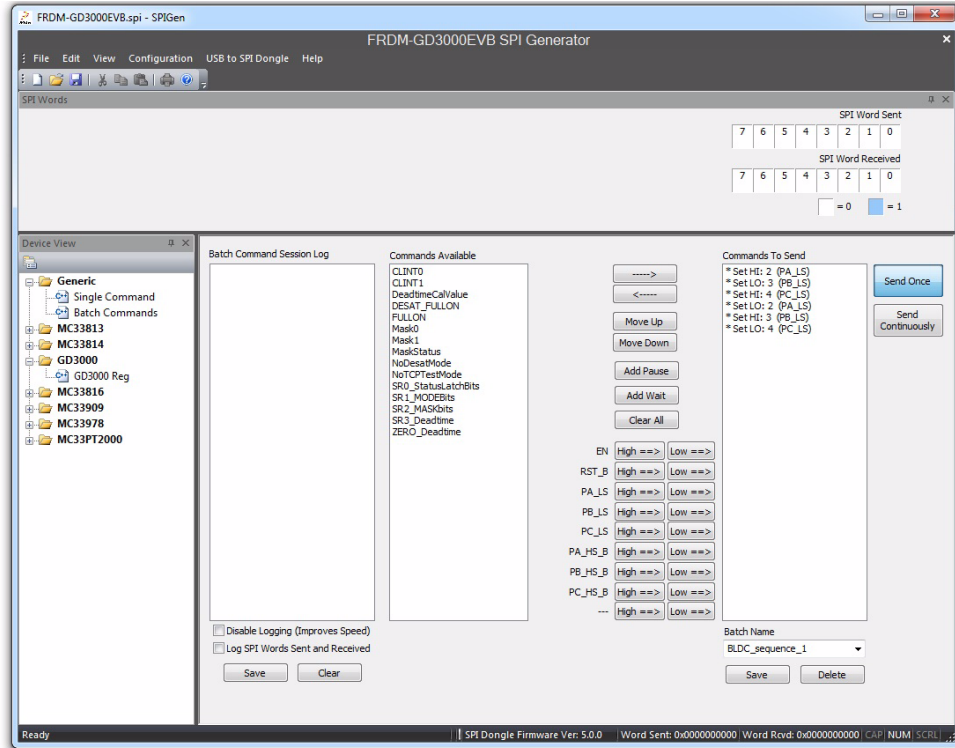 FRDM-GD3000EVB.spi - SPIGen
FRDM-GD3000EVB SPI Generator
File Edit View Configuration USB to SPI Dongle Help
SPI Words
SPI Word Sent
7 6 5 4 3 2 1 0
SPI Word Received
7 6 5 4 3 2 1 0
= 0 = 1
Device View
Generic
Single Command
Batch Commands
MC33813
MC33814
GD3000
GD3000 Reg
MC33816
MC33909
MC33978
MC33PT2000
Batch Command Session Log
Disable Logging (Improves Speed)
Log SPI Words Sent and Received
Save Clear
Commands Available
CLINT0
CLINT1
DeadtimeCalValue
DESAT_FULLON
FULLON
Mask0
Mask1
MaskStatus
NoDesatMode
NoTCPTestMode
SR0_StatusLatchBits
SR1_MODEBits
SR2_MASKbits
SR3_Deadtime
ZERO_Deadtime
----->
<-----
Move Up
Move Down
Add Pause
Add Wait
Clear All
EN High ==> Low ==>
RST_B High ==> Low ==>
PA_LS High ==> Low ==>
PB_LS High ==> Low ==>
PC_LS High ==> Low ==>
PA_HS_B High ==> Low ==>
PB_HS_B High ==> Low ==>
PC_HS_B High ==> Low ==>
--- High ==> Low ==>
Commands To Send
* Set HI: 2 (PA_LS)
* Set LO: 3 (PB_LS)
* Set HI: 4 (PC_LS)
* Set LO: 2 (PA_LS)
* Set HI: 3 (PB_LS)
* Set LO: 4 (PC_LS)
Send Once
Send
Continuously
Batch Name
BLDC_sequence_1
Save Delete
Ready
SPI Dongle Firmware Ver: 5.0.0 Word Sent: 0x0000000000 Word Rcvd: 0x0000000000 CAP NUM SCRL